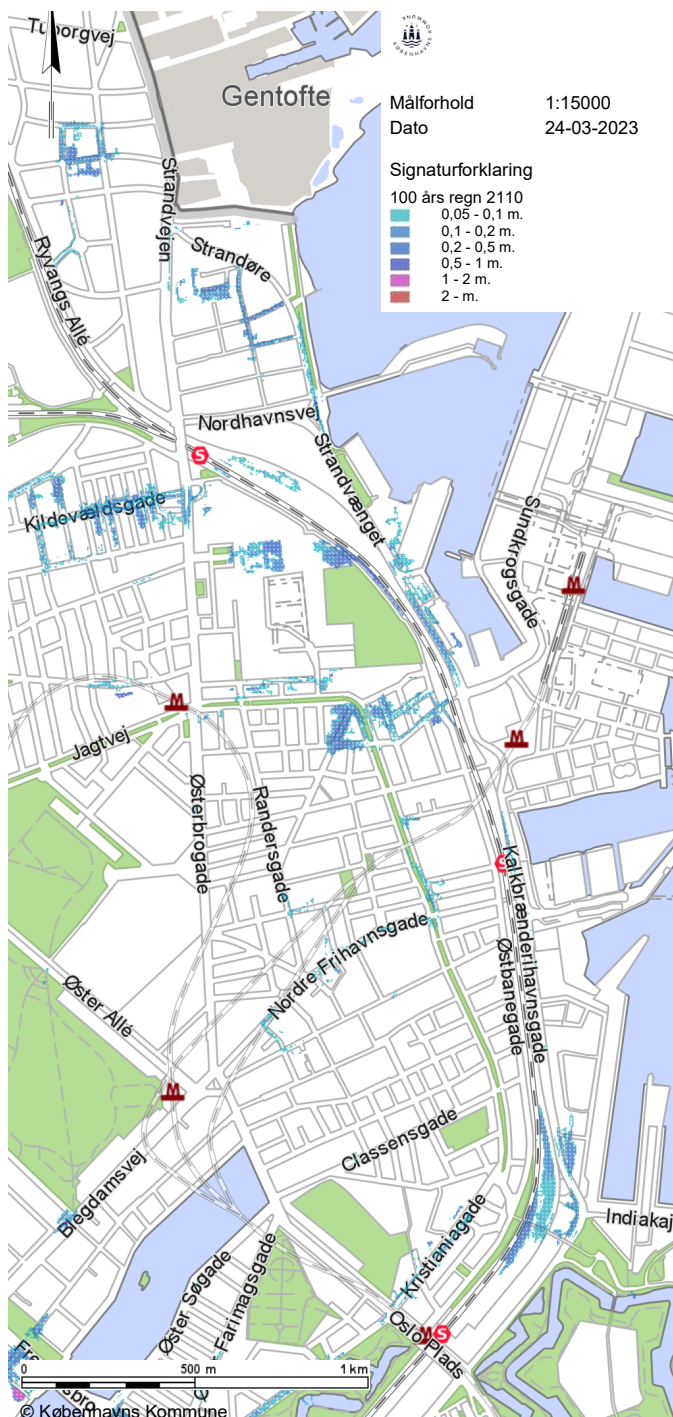 Tuborgvej
KØBENHAVNS KOMMUNE
Gentofte
Målforhold 1:15000
Dato 24-03-2023
Signaturforklaring
100 års regn 2110
0,05 - 0,1 m.
0,1 - 0,2 m.
0,2 - 0,5 m.
0,5 - 1 m.
1 - 2 m.
2 - m.
Strandvejen
Strandøre
Ryvangs Allé
Nordhavnsvej
S
Strandvænget
Kildevældsgade
Sundkrogsgade
M
M
M
Jagtvej
Østerbrogade
Randersgade
S
Kalkbrænderihavnsgade
Nordre Frihavnsgade
Østbanegade
Øster Allé
M
Classensgade
Blegdamsvej
Indiakaj
Kristianiagade
Øster Søgade
Farimagsgade
Oslo Plads
M S
0 500 m 1 km
© Københavns Kommune